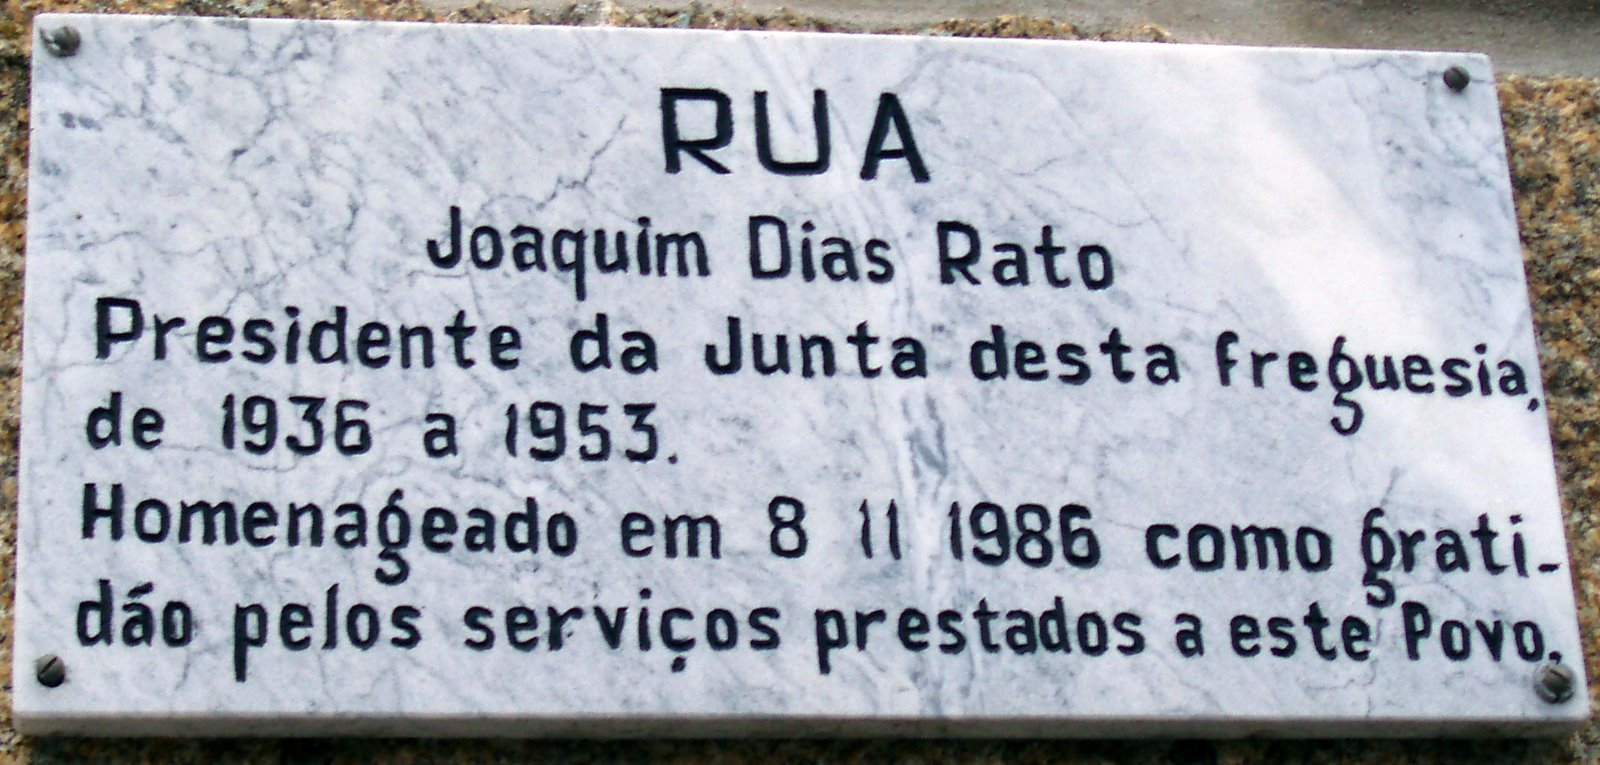 RUA
Joaquim Dias Rato
Presidente da Junta desta freguesia,
de 1936 a 1953.
Homenageado em 8 11 1986 como grati-
dáo pelos serviços prestados a este Povo.